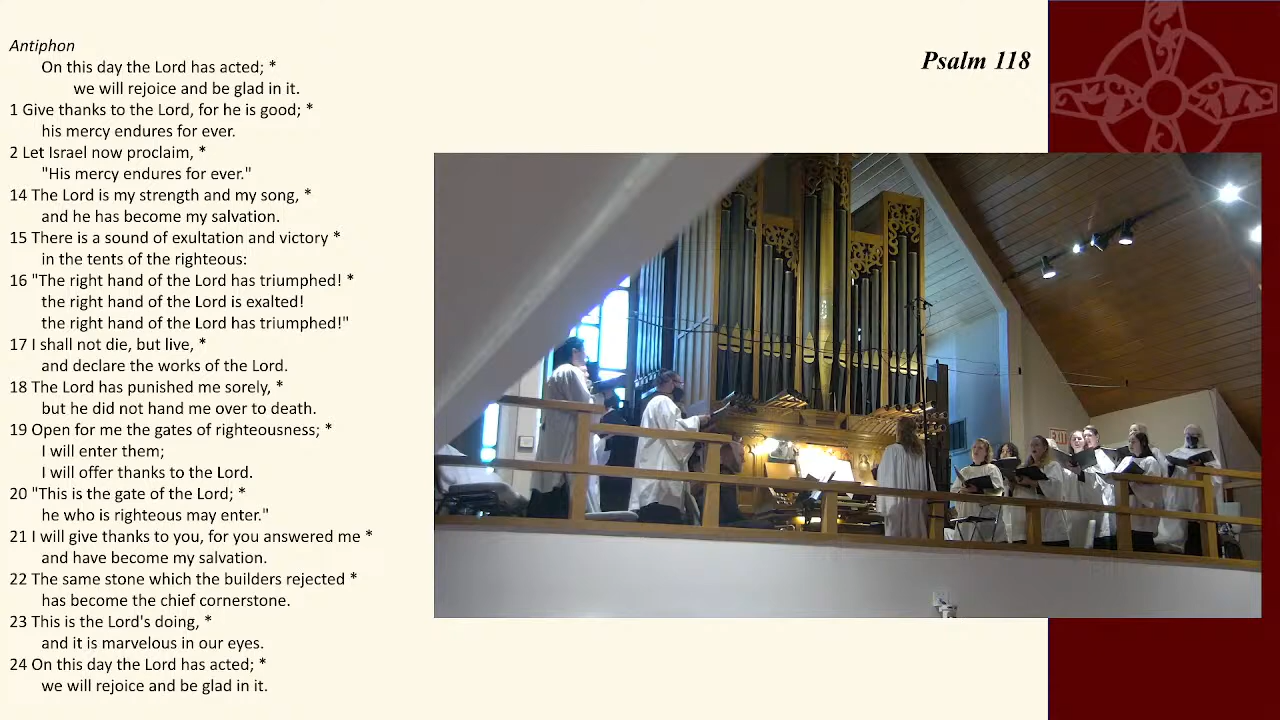 Antiphon
On this day the Lord has acted; *
we will rejoice and be glad in it.
1 Give thanks to the Lord, for he is good; *
his mercy endures for ever.
2 Let Israel now proclaim, *
"His mercy endures for ever."
14 The Lord is my strength and my song, *
and he has become my salvation.
15 There is a sound of exultation and victory *
in the tents of the righteous:
16 "The right hand of the Lord has triumphed! *
the right hand of the Lord is exalted!
the right hand of the Lord has triumphed!"
17 I shall not die, but live, *
and declare the works of the Lord.
18 The Lord has punished me sorely, *
but he did not hand me over to death.
19 Open for me the gates of righteousness; *
I will enter them;
I will offer thanks to the Lord.
20 "This is the gate of the Lord; *
he who is righteous may enter."
21 I will give thanks to you, for you answered me *
and have become my salvation.
22 The same stone which the builders rejected *
has become the chief cornerstone.
23 This is the Lord's doing, *
and it is marvelous in our eyes.
24 On this day the Lord has acted; *
we will rejoice and be glad in it.
Psalm 118